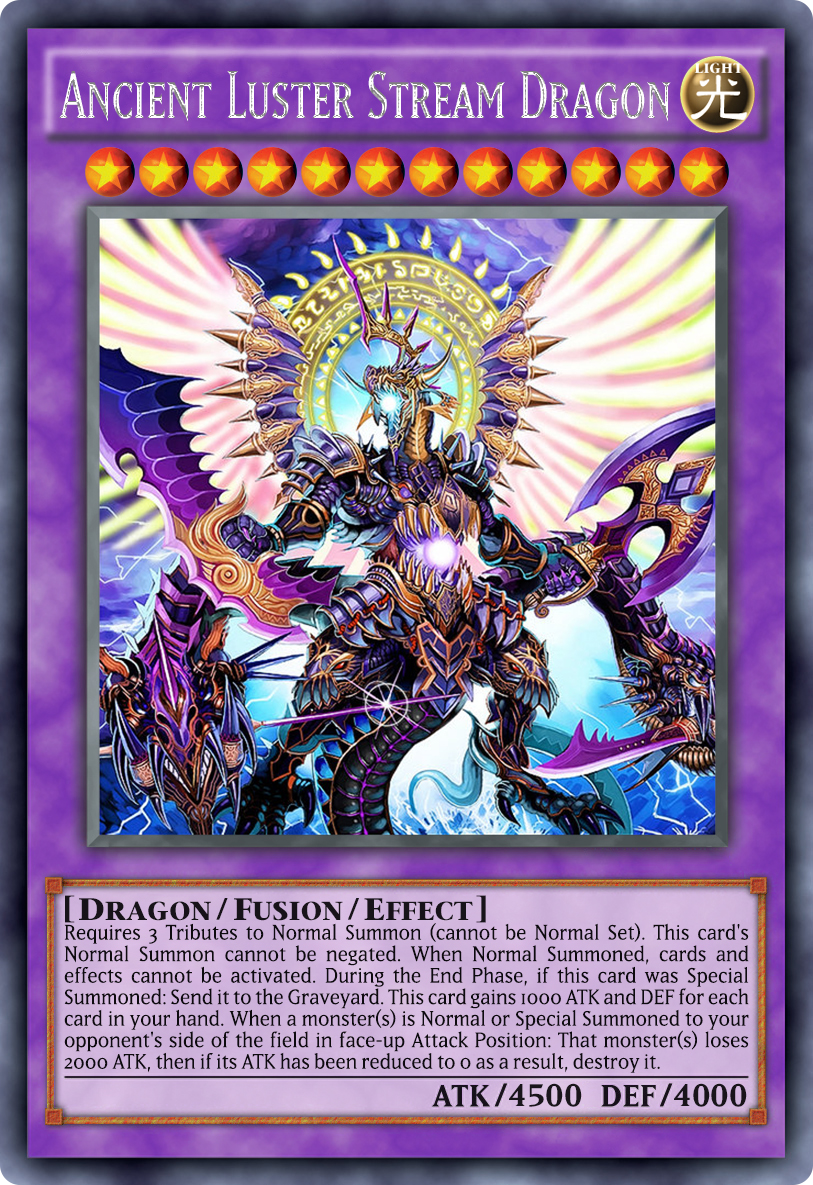 Ancient Luster Stream Dragon
LIGHT
光
[Dragon/Fusion/Effect]
Requires 3 Tributes to Normal Summon (cannot be Normal Set). This card's
Normal Summon cannot be negated. When Normal Summoned, cards and
effects cannot be activated. During the End Phase, if this card was Special
Summoned: Send it to the Graveyard. This card gains 1000 ATK and DEF for each
card in your hand. When a monster(s) is Normal or Special Summoned to your
opponent's side of the field in face-up Attack Position: That monster(s) loses
2000 ATK, then if its ATK has been reduced to 0 as a result, destroy it.
ATK/4500 DEF/4000